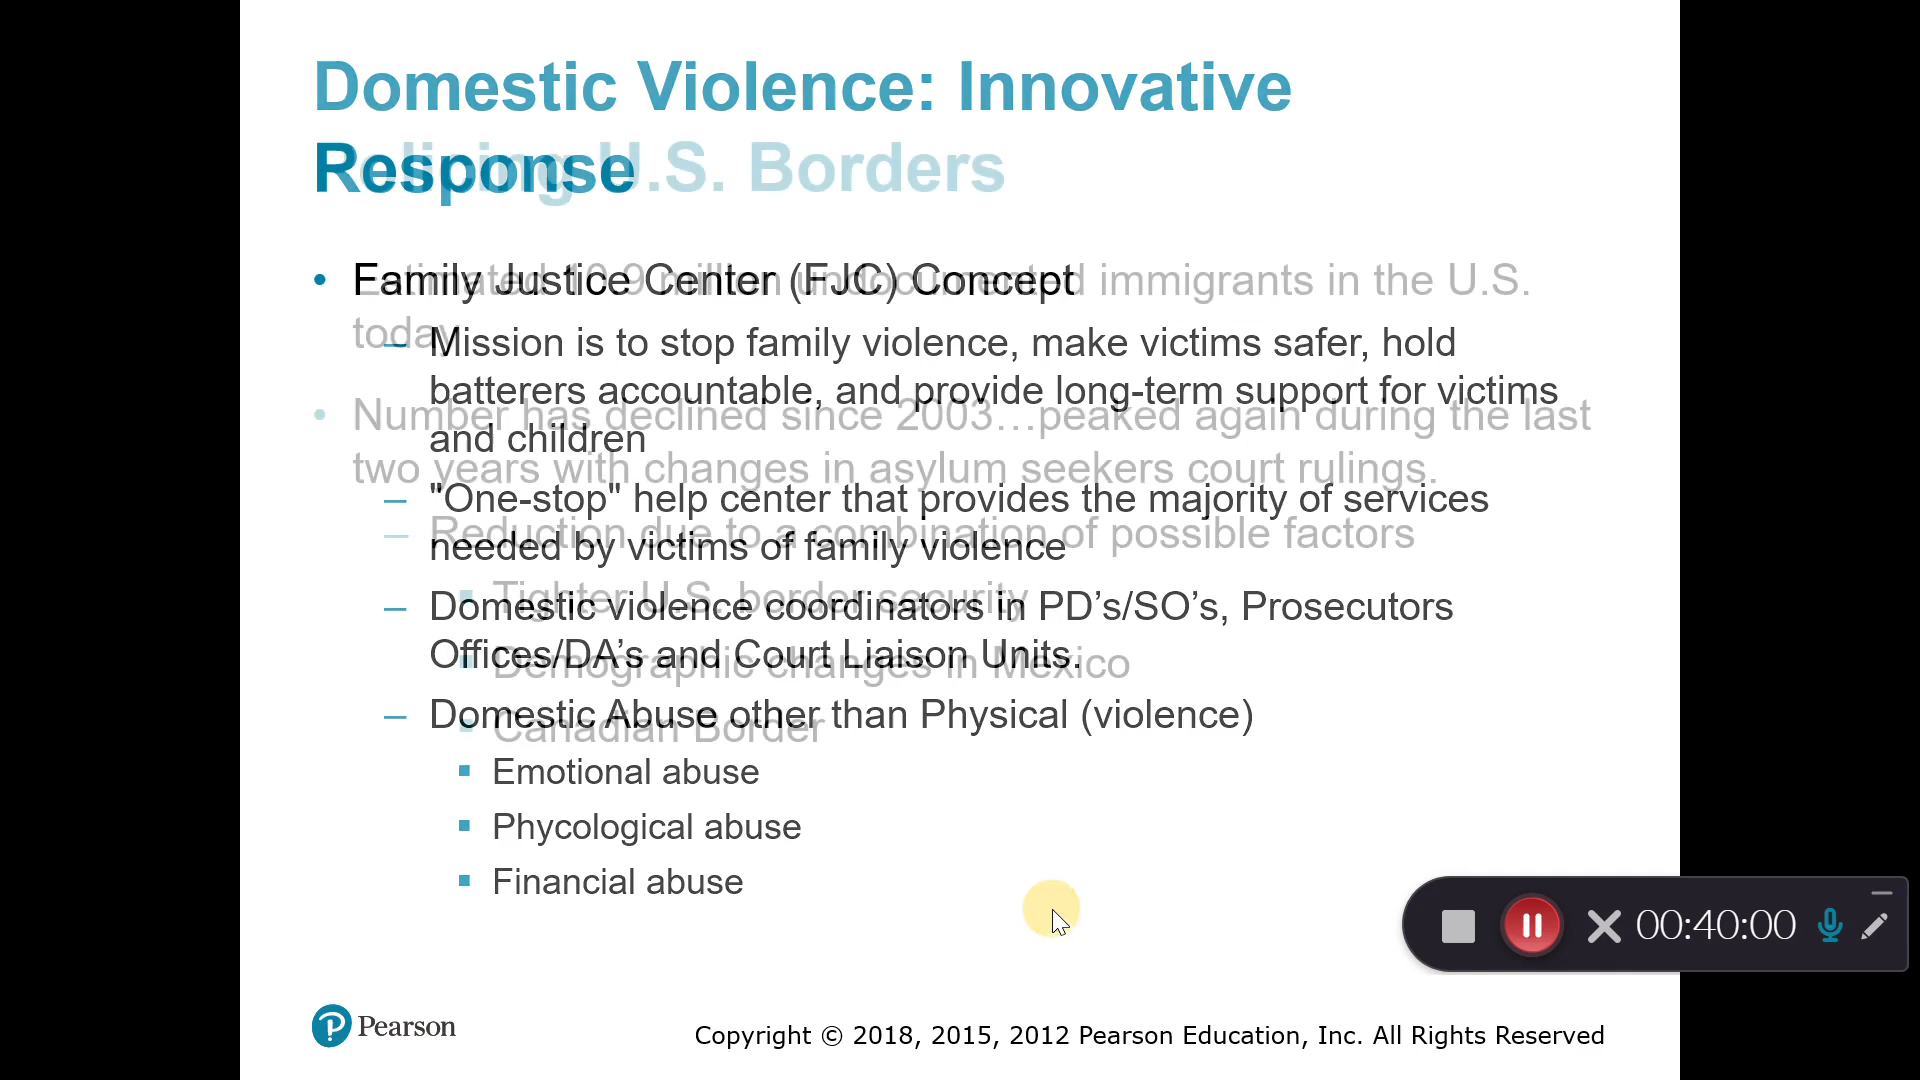 Domestic Violence: Innovative
Response
Policing U.S. Borders
• Family Justice Center (FJC) Concept
– Mission is to stop family violence, make victims safer, hold
batterers accountable, and provide long-term support for victims
and children
– "One-stop" help center that provides the majority of services
needed by victims of family violence
– Domestic violence coordinators in PD’s/SO’s, Prosecutors
Offices/DA’s and Court Liaison Units.
– Domestic Abuse other than Physical (violence)
▪ Emotional abuse
▪ Phycological abuse
▪ Financial abuse
• Estimated 10.9 million undocumented immigrants in the U.S.
today
• Number has declined since 2003…peaked again during the last
two years with changes in asylum seekers court rulings.
– Reduction due to a combination of possible factors
▪ Tighter U.S. border security
▪ Demographic changes in Mexico
▪ Canadian Border
00:40:00
Pearson
Copyright © 2018, 2015, 2012 Pearson Education, Inc. All Rights Reserved